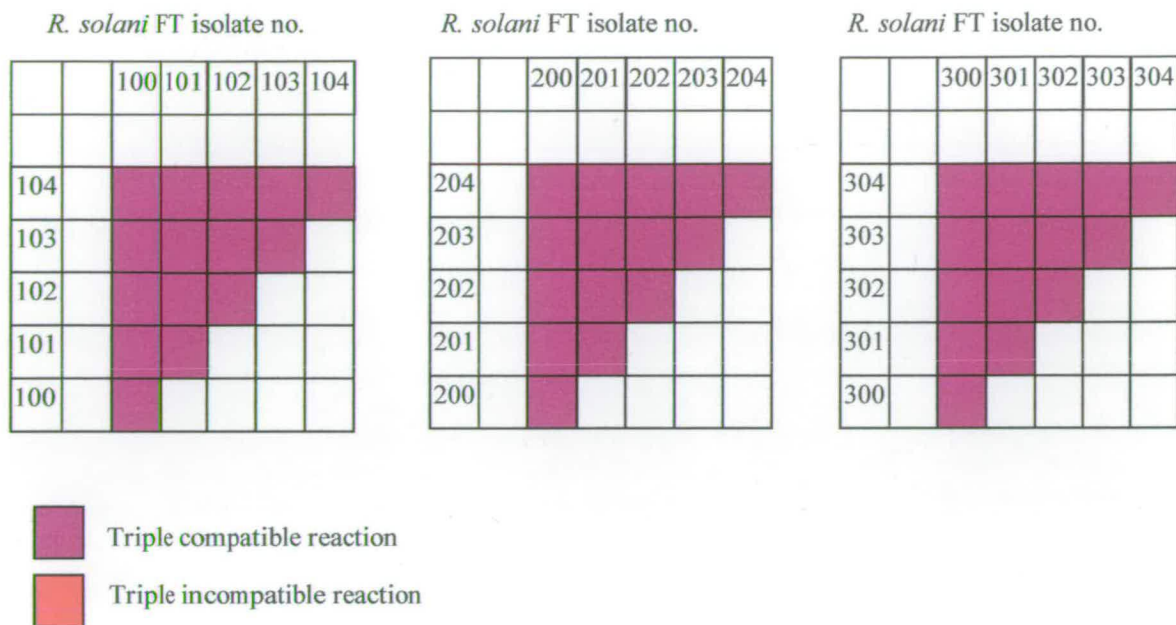 R. solani FT isolate no. R. solani FT isolate no. R. solani FT isolate no.
100 101 102 103 104 200 201 202 203 204 300 301 302 303 304
104 204 304
103 203 303
102 202 302
101 201 301
100 200 300
Triple compatible reaction
Triple incompatible reaction